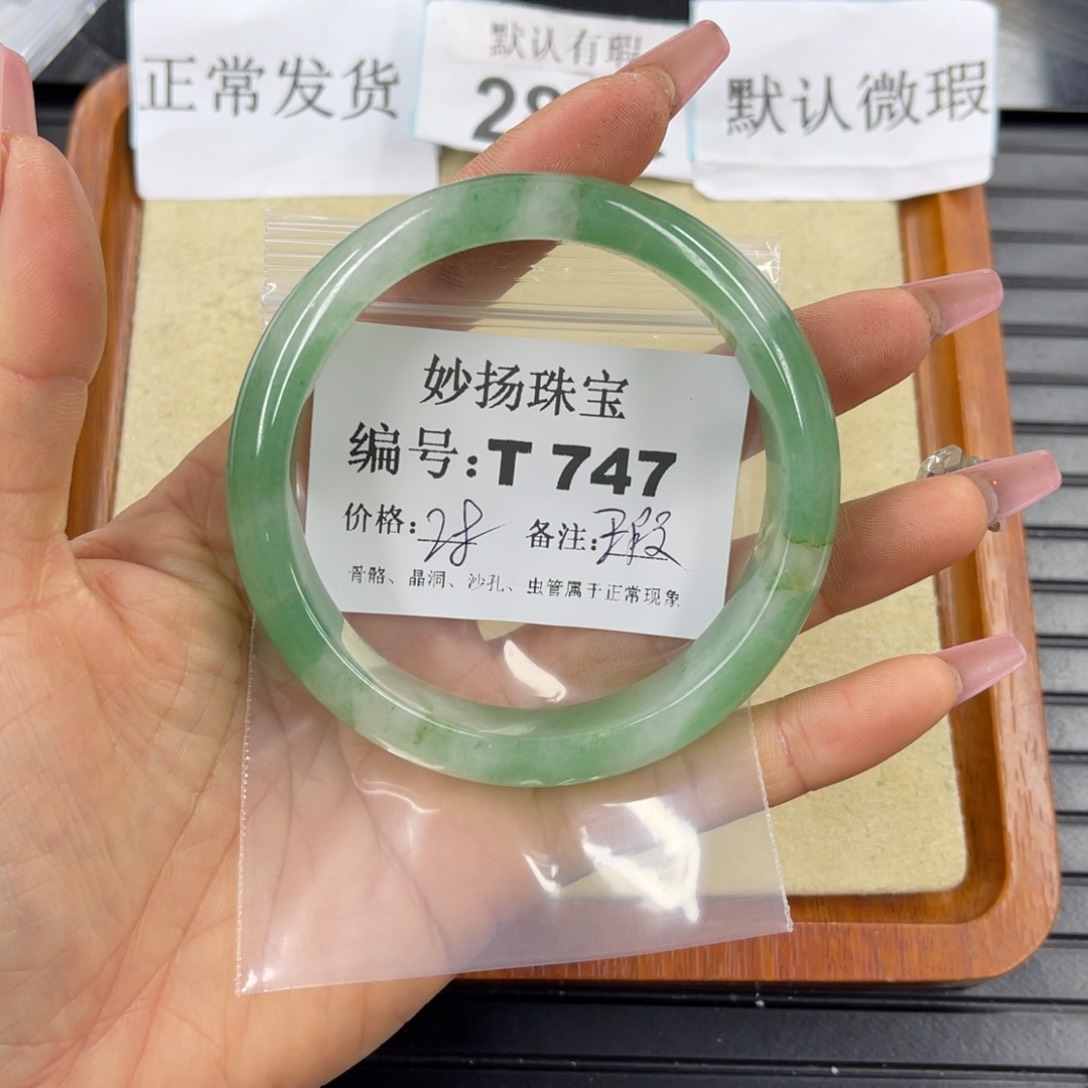 正常发货
默认有瑕
28
默认微瑕
妙扬珠宝
编号:T 747
价格:28 备注:
骨骼、晶洞、沙孔、虫管属于正常现象